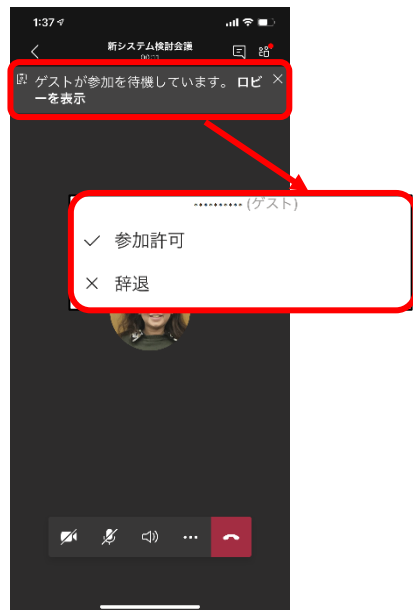 1:37
新システム検討会議
ゲストが参加を待機しています。 ロビ
ーを表示
(ゲスト)
参加許可
辞退